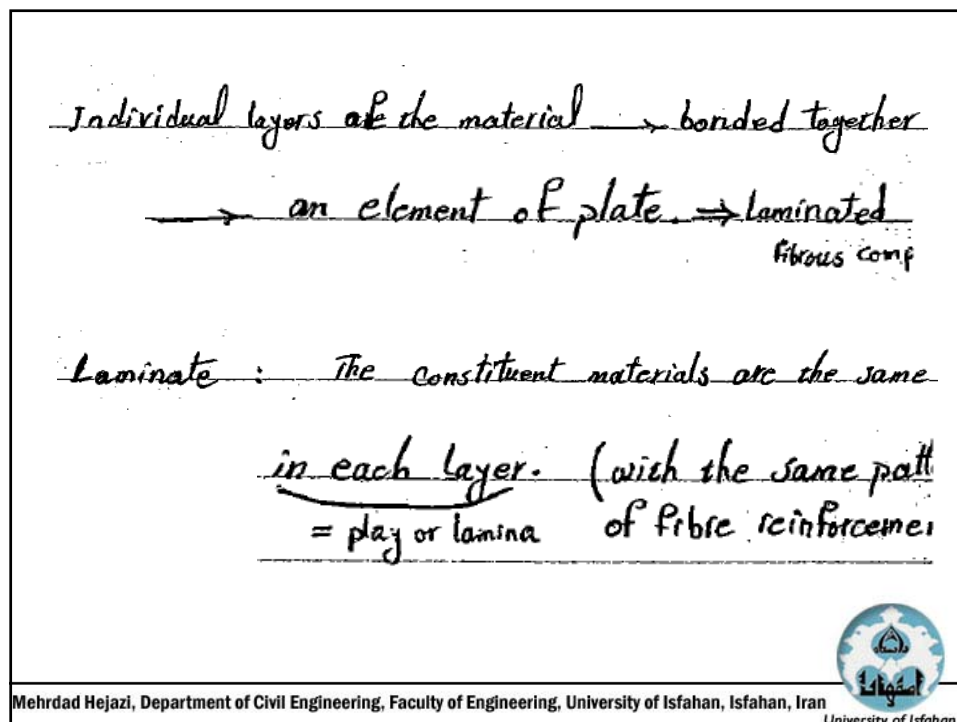 Individual layers of the material → bonded together
→ an element of plate. ⇒ Laminated
Fibrous comp
Laminate : The constituent materials are the same
in each layer. (with the same patt
= play or lamina of fibre reinforcemen
Mehrdad Hejazi, Department of Civil Engineering, Faculty of Engineering, University of Isfahan, Isfahan, Iran
University of Isfahan